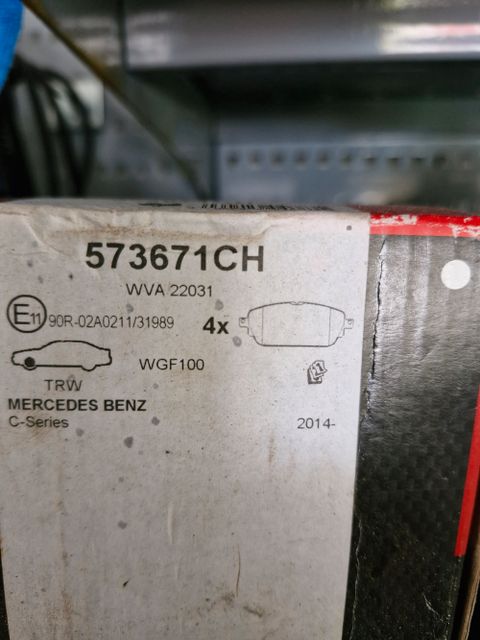 573671CH
WVA 22031
E11 90R-02A0211/31989
4x
WGF100
TRW
MERCEDES BENZ
C-Series
2014-